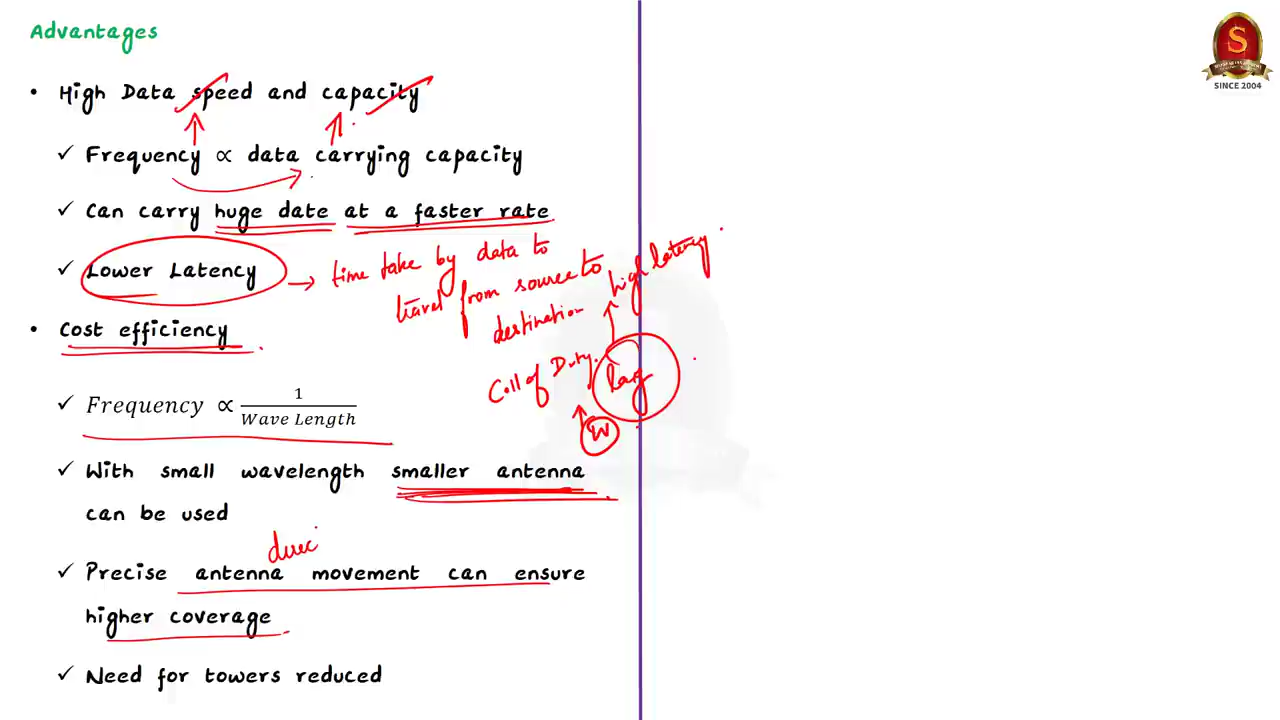 Advantages
• High Data speed and capacity
✓ Frequency ∝ data carrying capacity
✓ Can carry huge date at a faster rate
✓ Lower Latency
→ time take by data to
travel from source to
destination
high latency.
Call of Duty.
lag
W
• Cost efficiency
✓ Frequency ∝ 1
Wave Length
✓ With small wavelength smaller antenna
can be used
direc
✓ Precise antenna movement can ensure
higher coverage
✓ Need for towers reduced
S
SINCE 2004